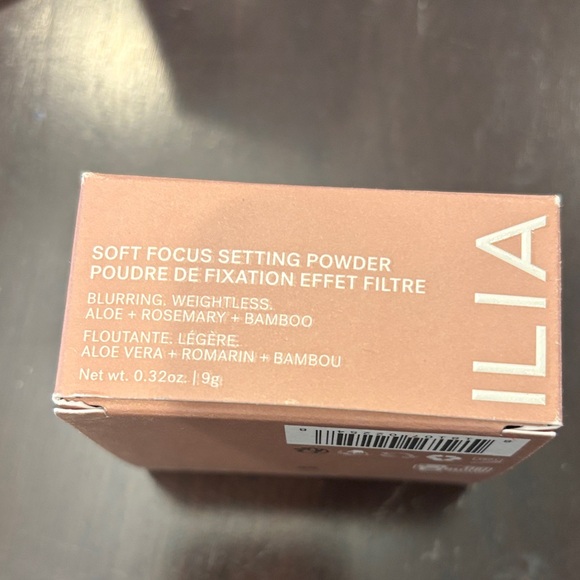 SOFT FOCUS SETTING POWDER
POUDRE DE FIXATION EFFET FILTRE
BLURRING. WEIGHTLESS.
ALOE + ROSEMARY + BAMBOO
FLOUTANTE. LÉGÈRE.
ALOE VERA + ROMARIN + BAMBOU
Net wt. 0.32oz. | 9g
ILIA